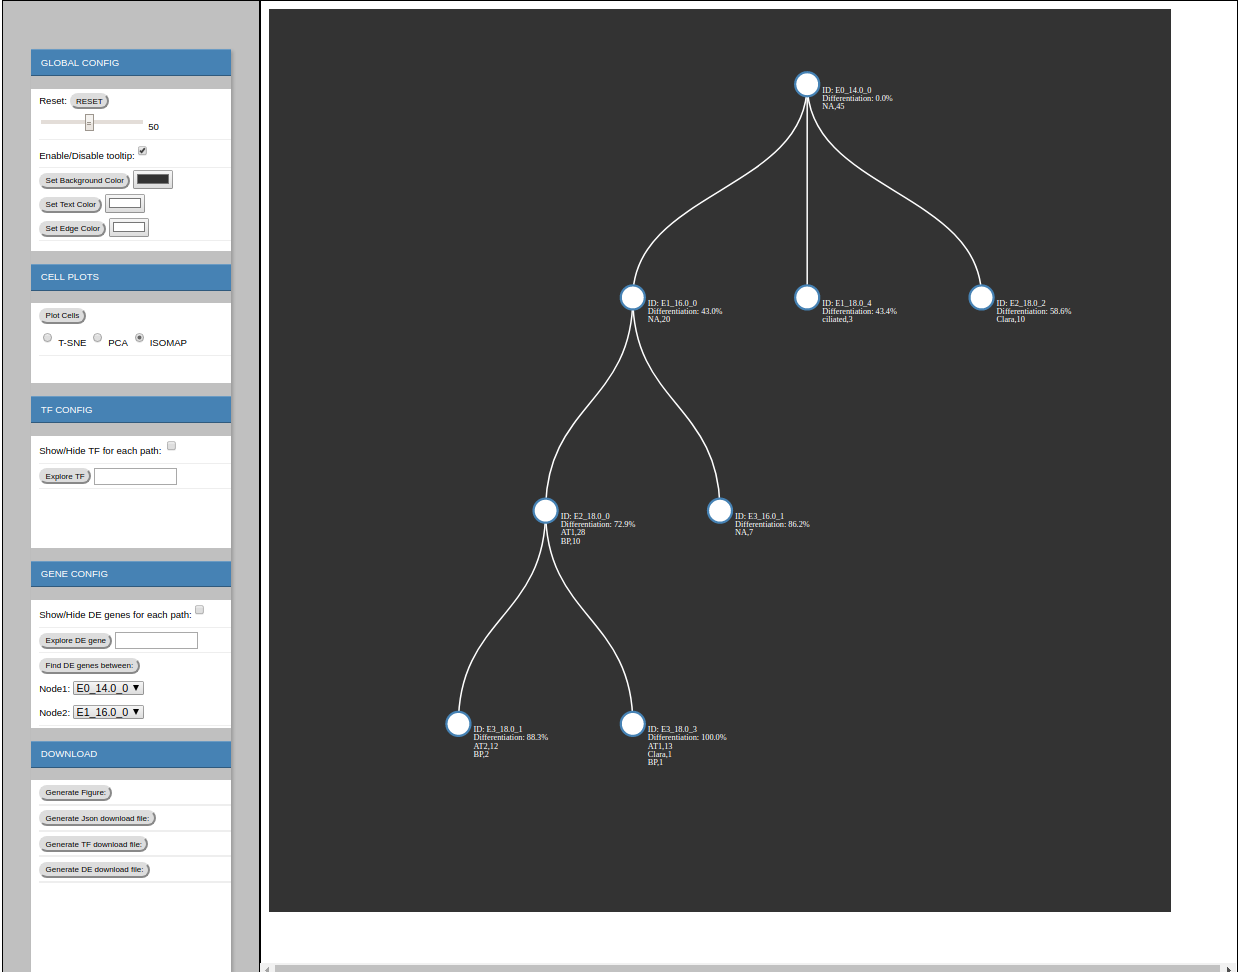 GLOBAL CONFIG
Reset: RESET
50
Enable/Disable tooltip:
Set Background Color
Set Text Color
Set Edge Color
CELL PLOTS
Plot Cells
T-SNE PCA ISOMAP
TF CONFIG
Show/Hide TF for each path:
Explore TF
GENE CONFIG
Show/Hide DE genes for each path:
Explore DE gene
Find DE genes between:
Node1: E0_14.0_0
Node2: E1_16.0_0
DOWNLOAD
Generate Figure:
Generate Json download file:
Generate TF download file:
Generate DE download file:
ID: E0_14.0_0
Differentiation: 0.0%
NA,45
ID: E1_16.0_0
Differentiation: 43.0%
NA,20
ID: E1_18.0_4
Differentiation: 43.4%
ciliated,3
ID: E2_18.0_2
Differentiation: 58.6%
Clara,10
ID: E2_18.0_0
Differentiation: 72.9%
AT1,28
BP,10
ID: E3_16.0_1
Differentiation: 86.2%
NA,7
ID: E3_18.0_1
Differentiation: 88.3%
AT2,12
BP,2
ID: E3_18.0_3
Differentiation: 100.0%
AT1,13
Clara,1
BP,1